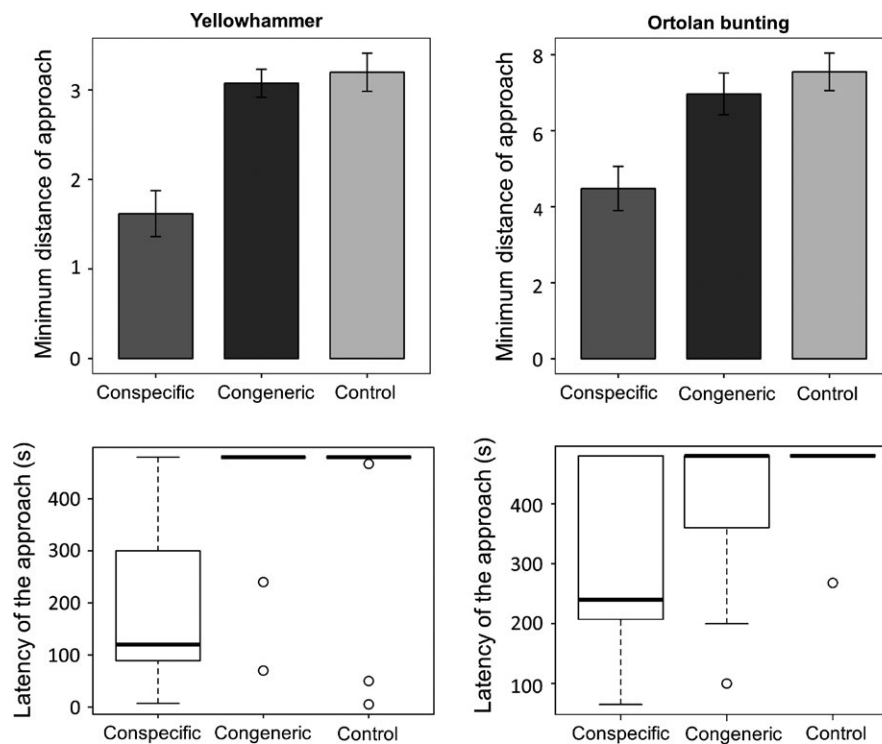 Yellowhammer
Minimum distance of approach
3
2
1
0
Conspecific Congeneric Control
Ortolan bunting
Minimum distance of approach
8
6
4
2
0
Conspecific Congeneric Control
Latency of the approach (s)
400
300
200
100
0
Conspecific Congeneric Control
Latency of the approach (s)
400
300
200
100
Conspecific Congeneric Control